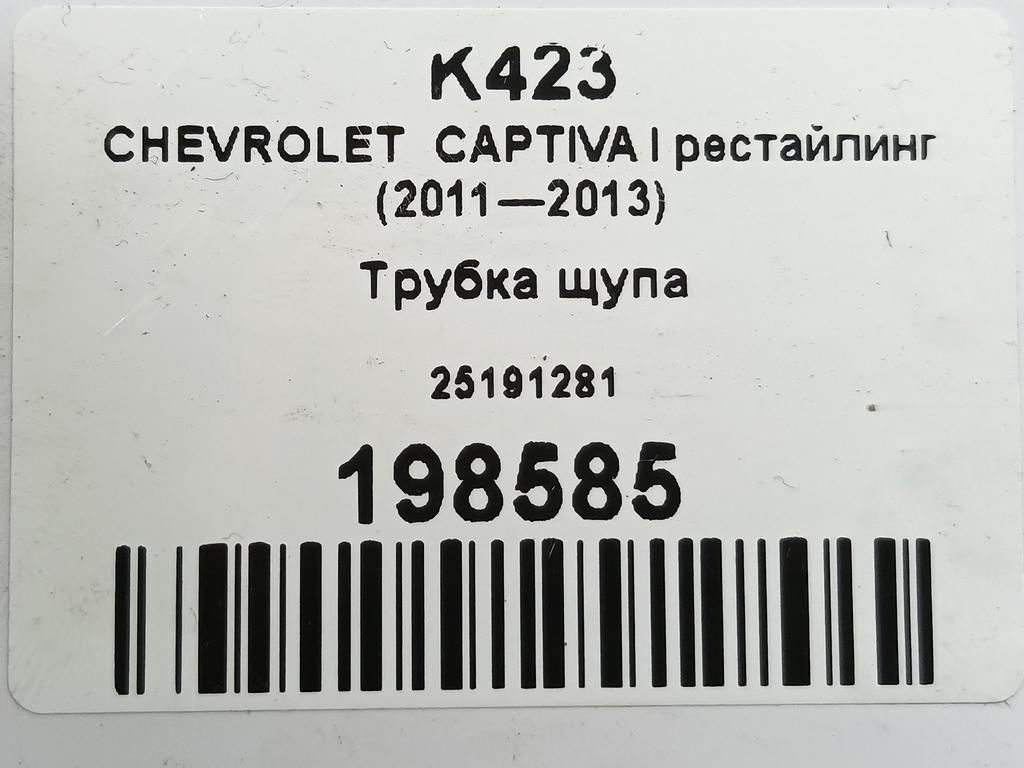 K423
CHEVROLET CAPTIVA I рестайлинг
(2011—2013)
Трубка щупа
25191281
198585